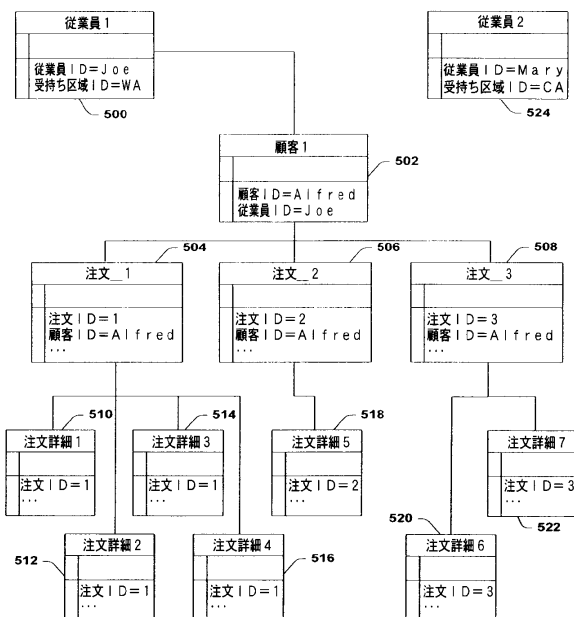 従業員1
従業員ID=Joe
受持ち区域ID=WA
500
従業員2
従業員ID=Mary
受持ち区域ID=CA
524
顧客1
502
顧客ID=Alfred
従業員ID=Joe
504
注文_1
注文ID=1
顧客ID=Alfred
...
506
注文_2
注文ID=2
顧客ID=Alfred
...
508
注文_3
注文ID=3
顧客ID=Alfred
...
510
注文詳細1
注文ID=1
...
514
注文詳細3
注文ID=1
...
518
注文詳細5
注文ID=2
...
注文詳細7
注文ID=3
...
522
512
注文詳細2
注文ID=1
...
注文詳細4
516
注文ID=1
...
520
注文詳細6
注文ID=3
...